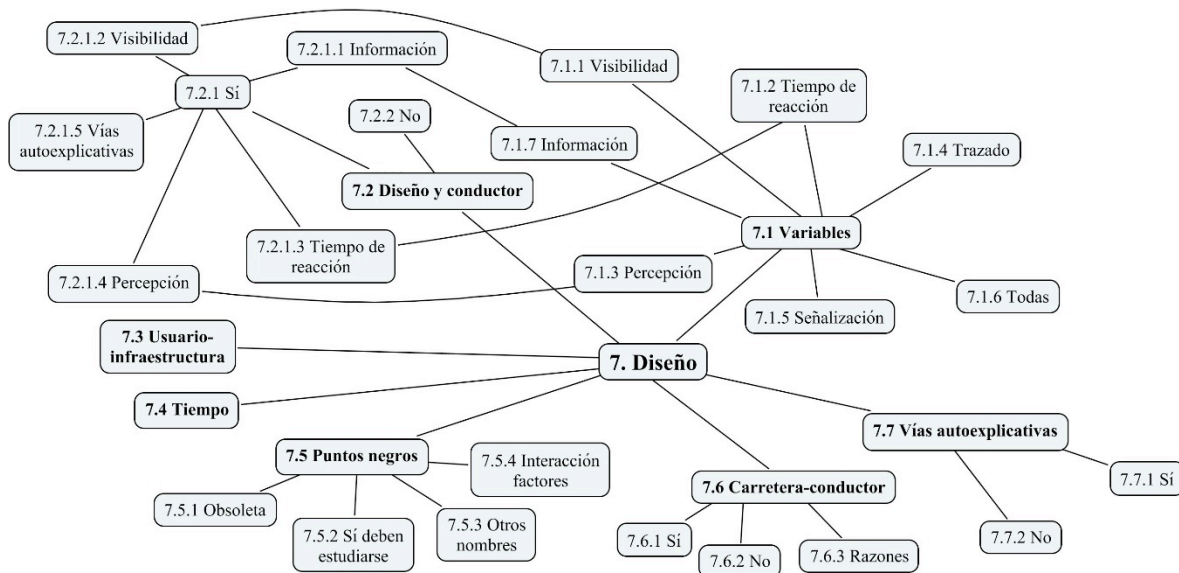 7.2.1.2 Visibilidad
7.2.1.1 Información
7.1.1 Visibilidad
7.1.2 Tiempo de
reacción
7.2.1 Sí
7.2.2 No
7.2.1.5 Vías
autoexplicativas
7.1.7 Información
7.1.4 Trazado
7.2 Diseño y conductor
7.1 Variables
7.2.1.3 Tiempo de
reacción
7.2.1.4 Percepción
7.1.3 Percepción
7.1.6 Todas
7.1.5 Señalización
7.3 Usuario-
infraestructura
7. Diseño
7.4 Tiempo
7.7 Vías autoexplicativas
7.5 Puntos negros
7.5.4 Interacción
factores
7.7.1 Sí
7.6 Carretera-conductor
7.5.1 Obsoleta
7.5.2 Sí deben
estudiarse
7.5.3 Otros
nombres
7.6.1 Sí
7.6.2 No
7.6.3 Razones
7.7.2 No